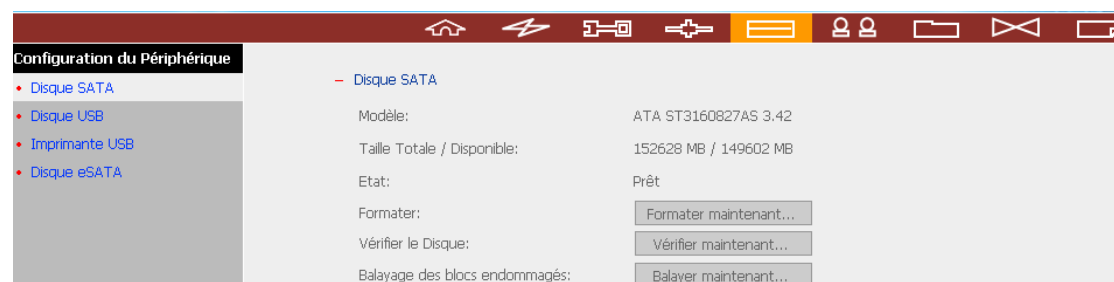 Configuration du Périphérique
Disque SATA
Disque USB
Imprimante USB
Disque eSATA
– Disque SATA
Modèle: ATA ST3160827AS 3.42
Taille Totale / Disponible: 152628 MB / 149602 MB
Etat: Prêt
Formater: Formater maintenant...
Vérifier le Disque: Vérifier maintenant...
Balayage des blocs endommagés: Balayer maintenant...